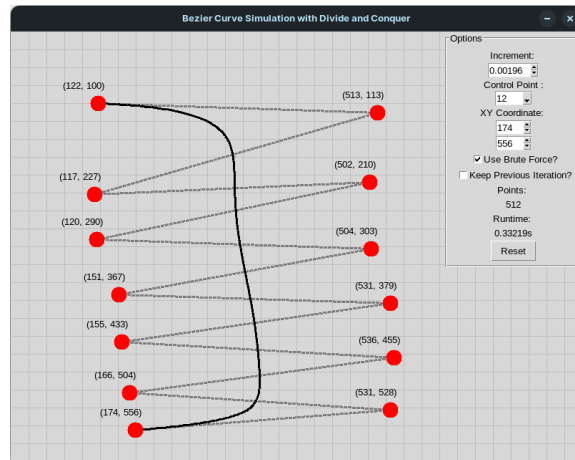 Bezier Curve Simulation with Divide and Conquer
Options
Increment:
0.00196
Control Point :
12
XY Coordinate:
174
556
Use Brute Force?
Keep Previous Iteration?
Points:
512
Runtime:
0.33219s
Reset
(122, 100)
(513, 113)
(117, 227)
(502, 210)
(120, 290)
(504, 303)
(151, 367)
(531, 379)
(155, 433)
(536, 455)
(166, 504)
(531, 528)
(174, 556)